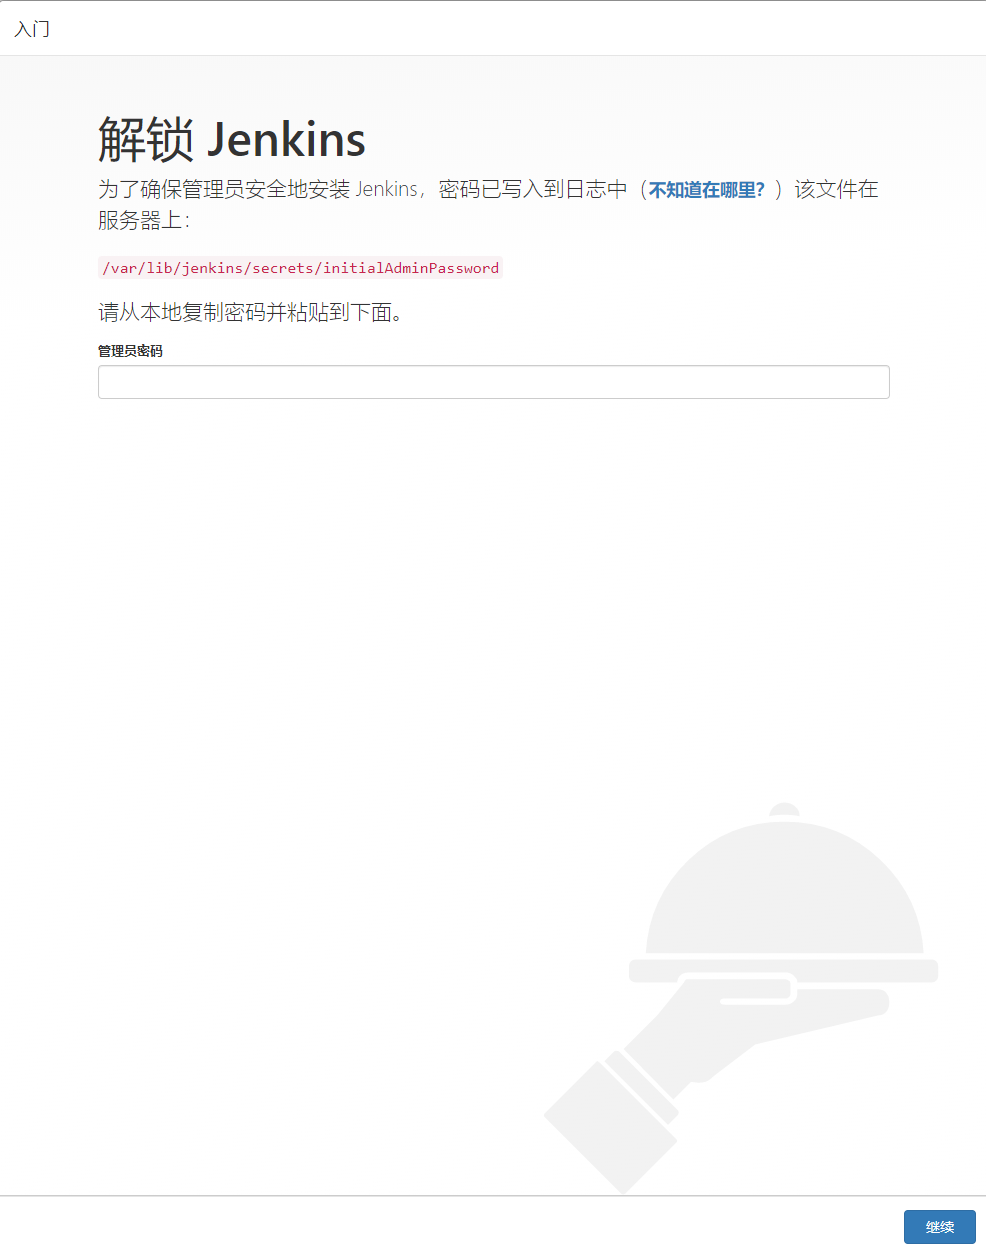 入门
解锁 Jenkins
为了确保管理员安全地安装 Jenkins，密码已写入到日志中（不知道在哪里？）该文件在
服务器上：
/var/lib/jenkins/secrets/initialAdminPassword
请从本地复制密码并粘贴到下面。
管理员密码
继续